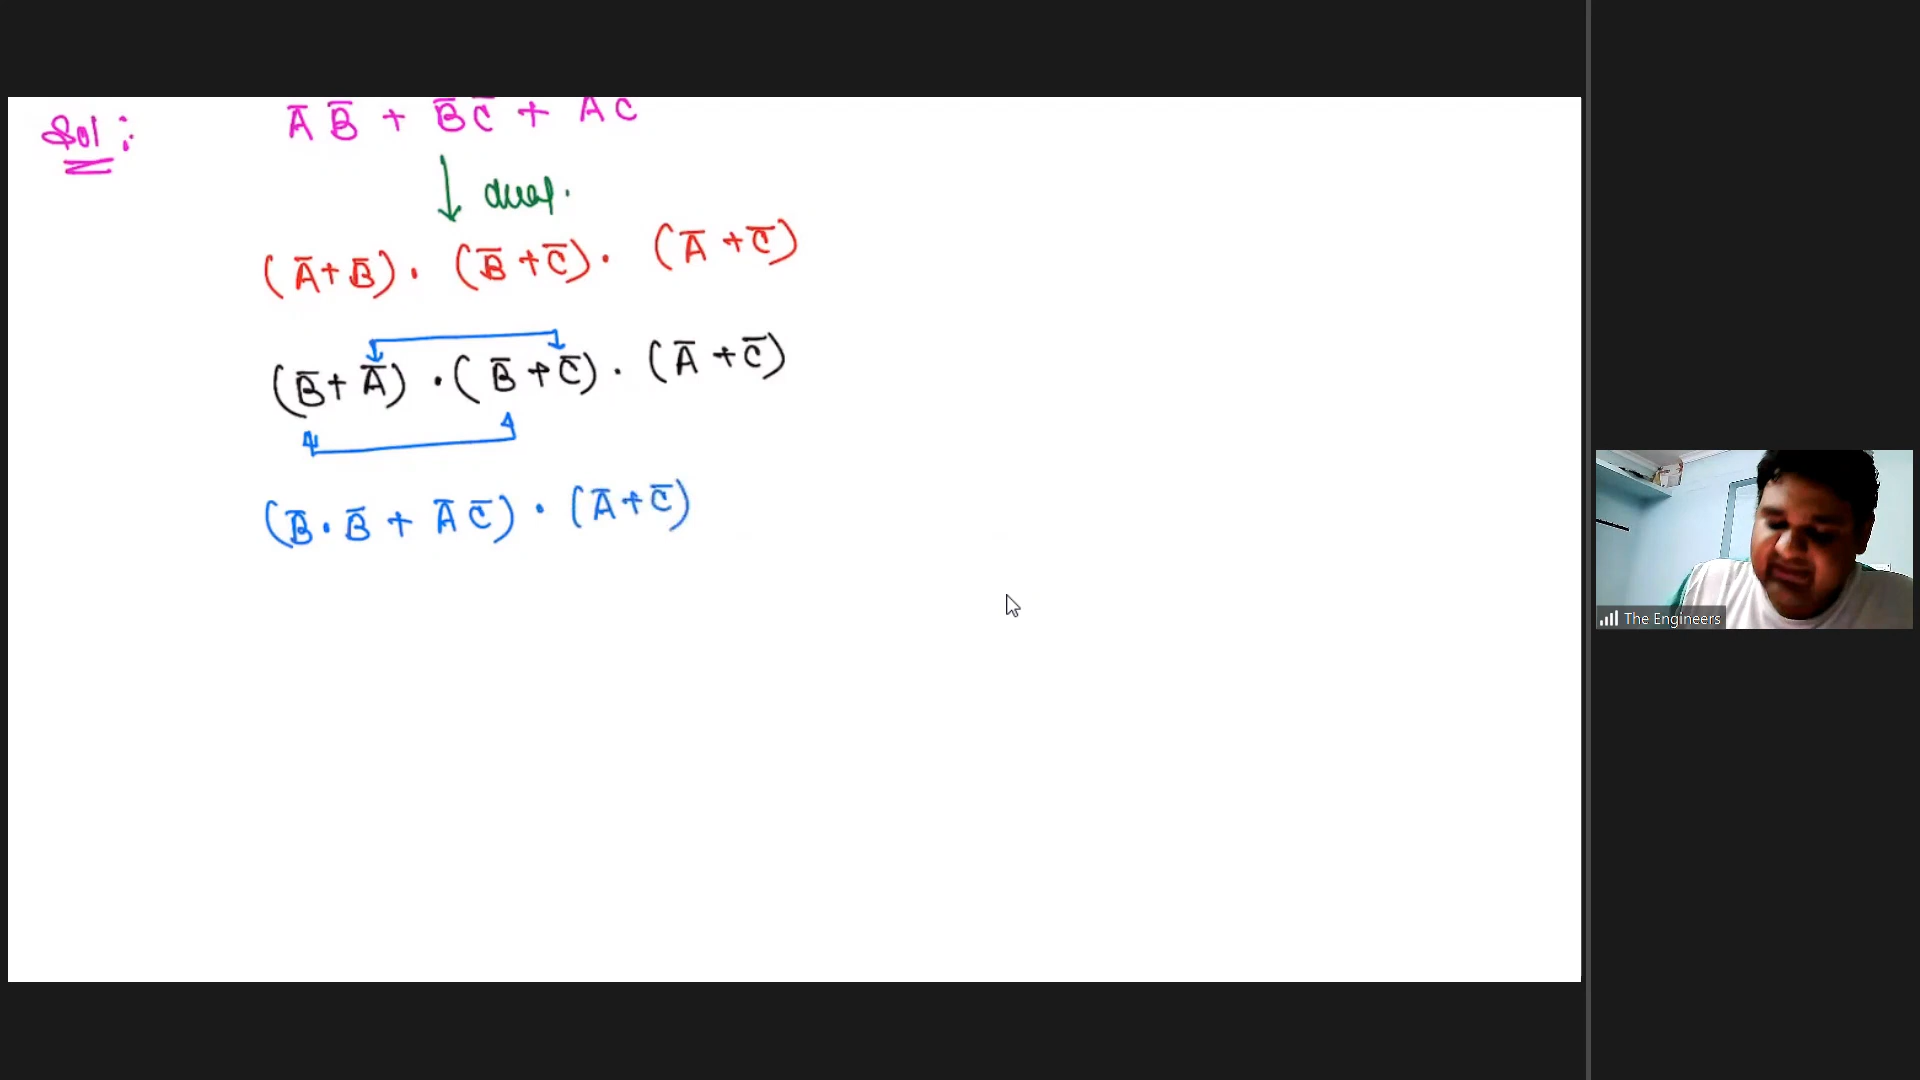 Sol :
A̅ B̅ + B̅ C̅ + A C
↓ dual.
(A̅ + B̅) . (B̅ + C̅) . (A̅ + C̅)
(B̅ + A̅) . (B̅ + C̅) . (A̅ + C̅)
(B̅ . B̅ + A̅ C̅) . (A̅ + C̅)
The Engineers